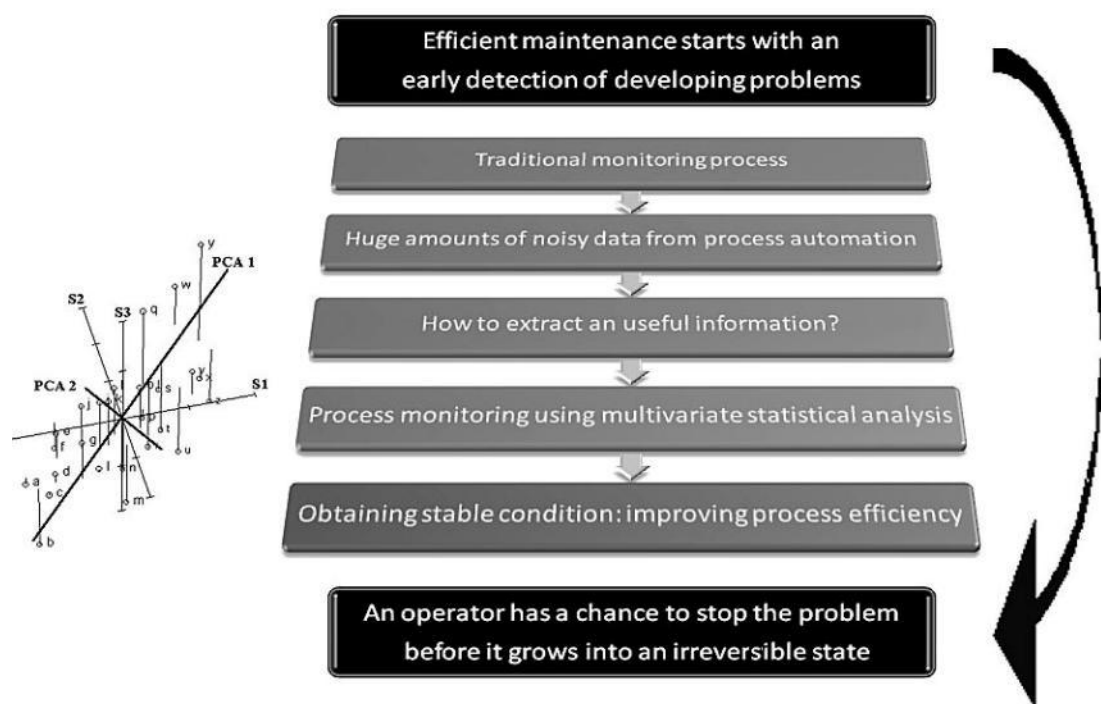 Efficient maintenance starts with an
early detection of developing problems
Traditional monitoring process
Huge amounts of noisy data from process automation
How to extract an useful information?
Process monitoring using multivariate statistical analysis
Obtaining stable condition: improving process efficiency
An operator has a chance to stop the problem
before it grows into an irreversible state
y
PCA 1
w
S2
S3
q
PCA 2
y
x
S1
s
z
j
k
p
e
t
f
g
u
l
n
d
a
c
m
b